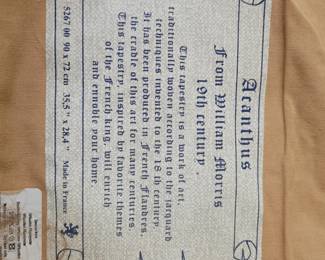 Acanthus
From William Morris
19th century
This tapestry is a work of art,
traditionally woven according to the jacquard
techniques indented to the 18 th century.
It has been produced in French Flandres,
the cradle of this art for many centuries.
This tapestry, inspired by favorite themes
of the French king, will enrich
and ennoble your home.
5267 00 90 x 72 cm 35,5" x 28,4" Made in France